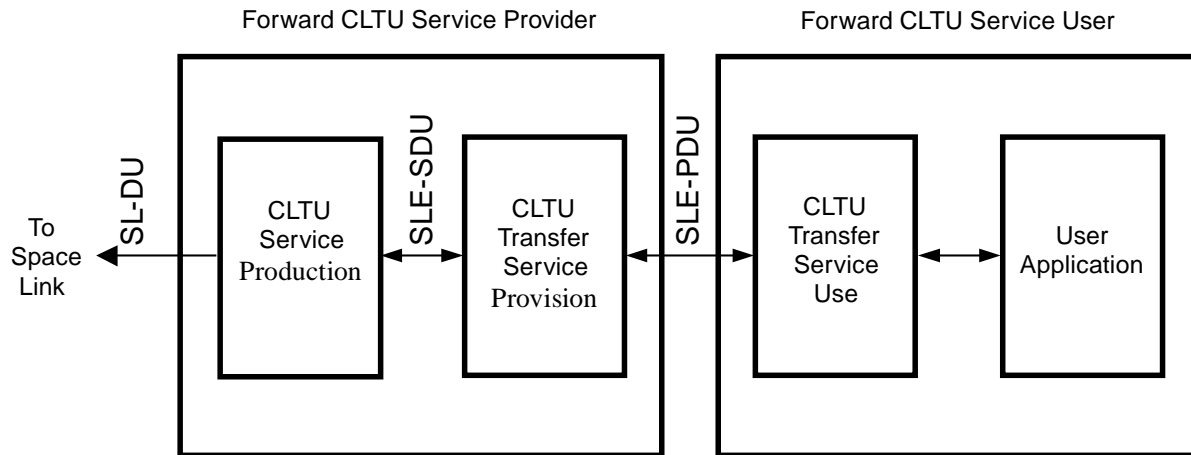 Forward CLTU Service Provider
Forward CLTU Service User
To
Space
Link
SL-DU
CLTU
Service
Production
SLE-SDU
CLTU
Transfer
Service
Provision
SLE-PDU
CLTU
Transfer
Service
Use
User
Application